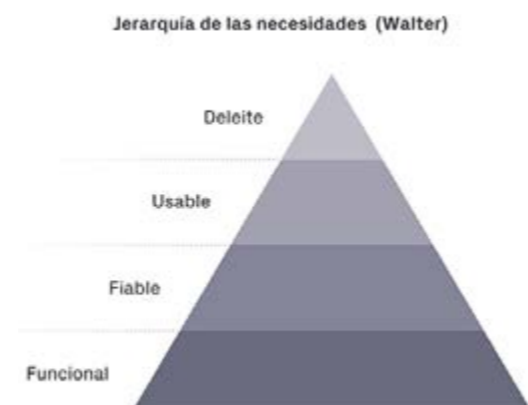 Jerarquía de las necesidades (Walter)
Deleite
Usable
Fiable
Funcional